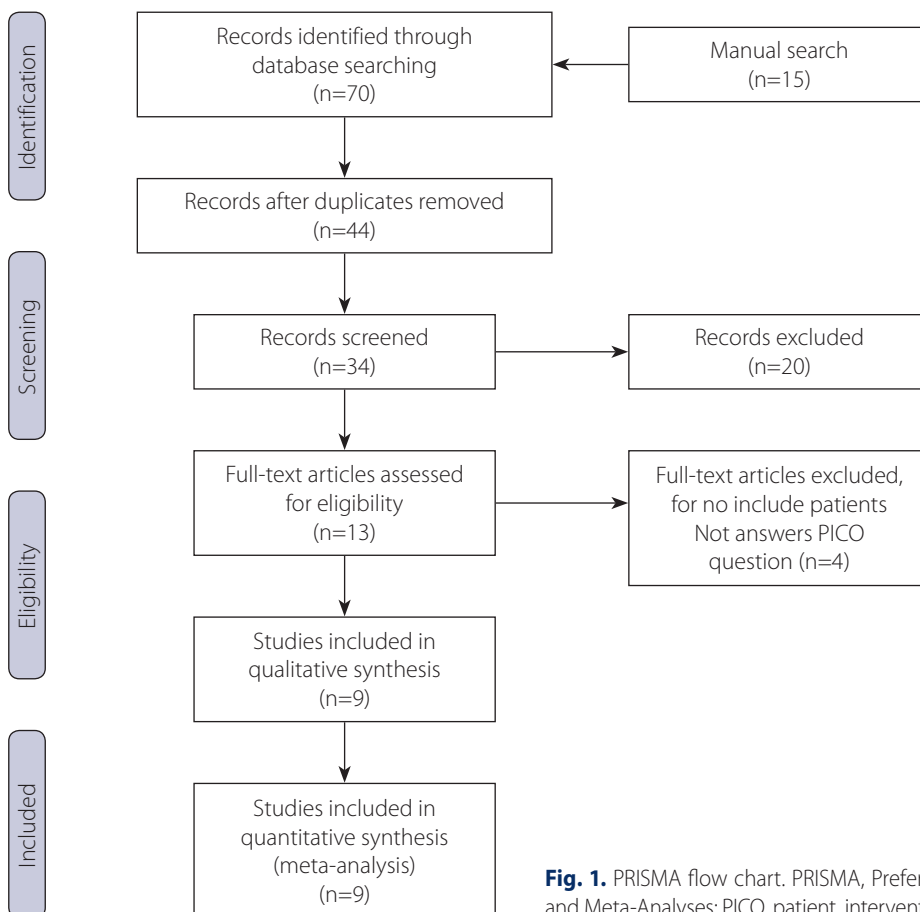 Identification
Records identified through
database searching
(n=70)
Manual search
(n=15)
Records after duplicates removed
(n=44)
Screening
Records screened
(n=34)
Records excluded
(n=20)
Eligibility
Full-text articles assessed
for eligibility
(n=13)
Full-text articles excluded,
for no include patients
Not answers PICO
question (n=4)
Studies included in
qualitative synthesis
(n=9)
Included
Studies included in
quantitative synthesis
(meta-analysis)
(n=9)
Fig. 1. PRISMA flow chart. PRISMA, Prefer
and Meta-Analyses; PICO, patient, intervent